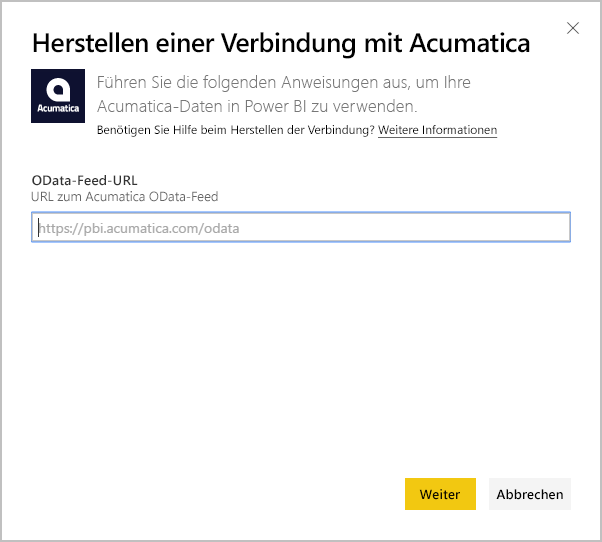 Herstellen einer Verbindung mit Acumatica
Acumatica
Führen Sie die folgenden Anweisungen aus, um Ihre
Acumatica-Daten in Power BI zu verwenden.
Benötigen Sie Hilfe beim Herstellen der Verbindung? Weitere Informationen
OData-Feed-URL
URL zum Acumatica OData-Feed
https://pbi.acumatica.com/odata
Weiter
Abbrechen